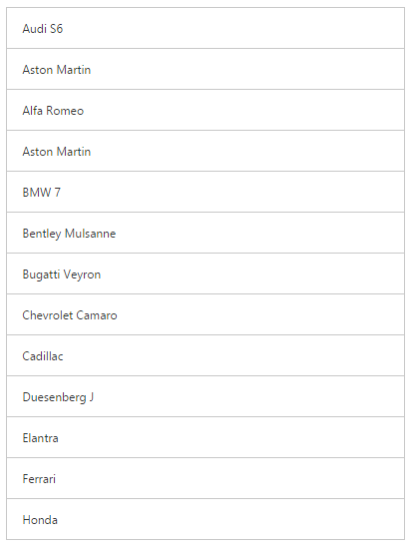 Audi S6
Aston Martin
Alfa Romeo
Aston Martin
BMW 7
Bentley Mulsanne
Bugatti Veyron
Chevrolet Camaro
Cadillac
Duesenberg J
Elantra
Ferrari
Honda